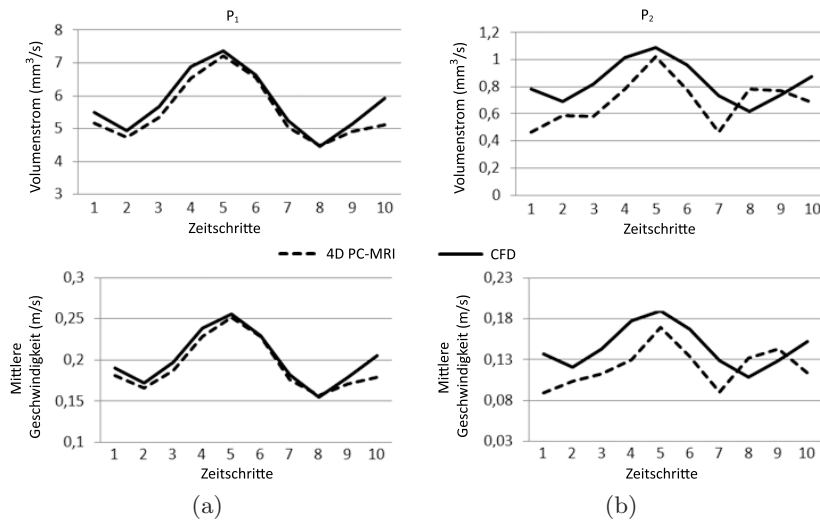 P₁
Volumenstrom (mm³/s)
8
7
6
5
4
3
1 2 3 4 5 6 7 8 9 10
Zeitschritte
P₂
Volumenstrom (mm³/s)
1,2
1
0,8
0,6
0,4
0,2
0
1 2 3 4 5 6 7 8 9 10
Zeitschritte
4D PC-MRI
CFD
Mittlere
Geschwindigkeit (m/s)
0,3
0,25
0,2
0,15
0,1
1 2 3 4 5 6 7 8 9 10
Zeitschritte
Mittlere
Geschwindigkeit (m/s)
0,23
0,18
0,13
0,08
0,03
1 2 3 4 5 6 7 8 9 10
Zeitschritte
(a)
(b)